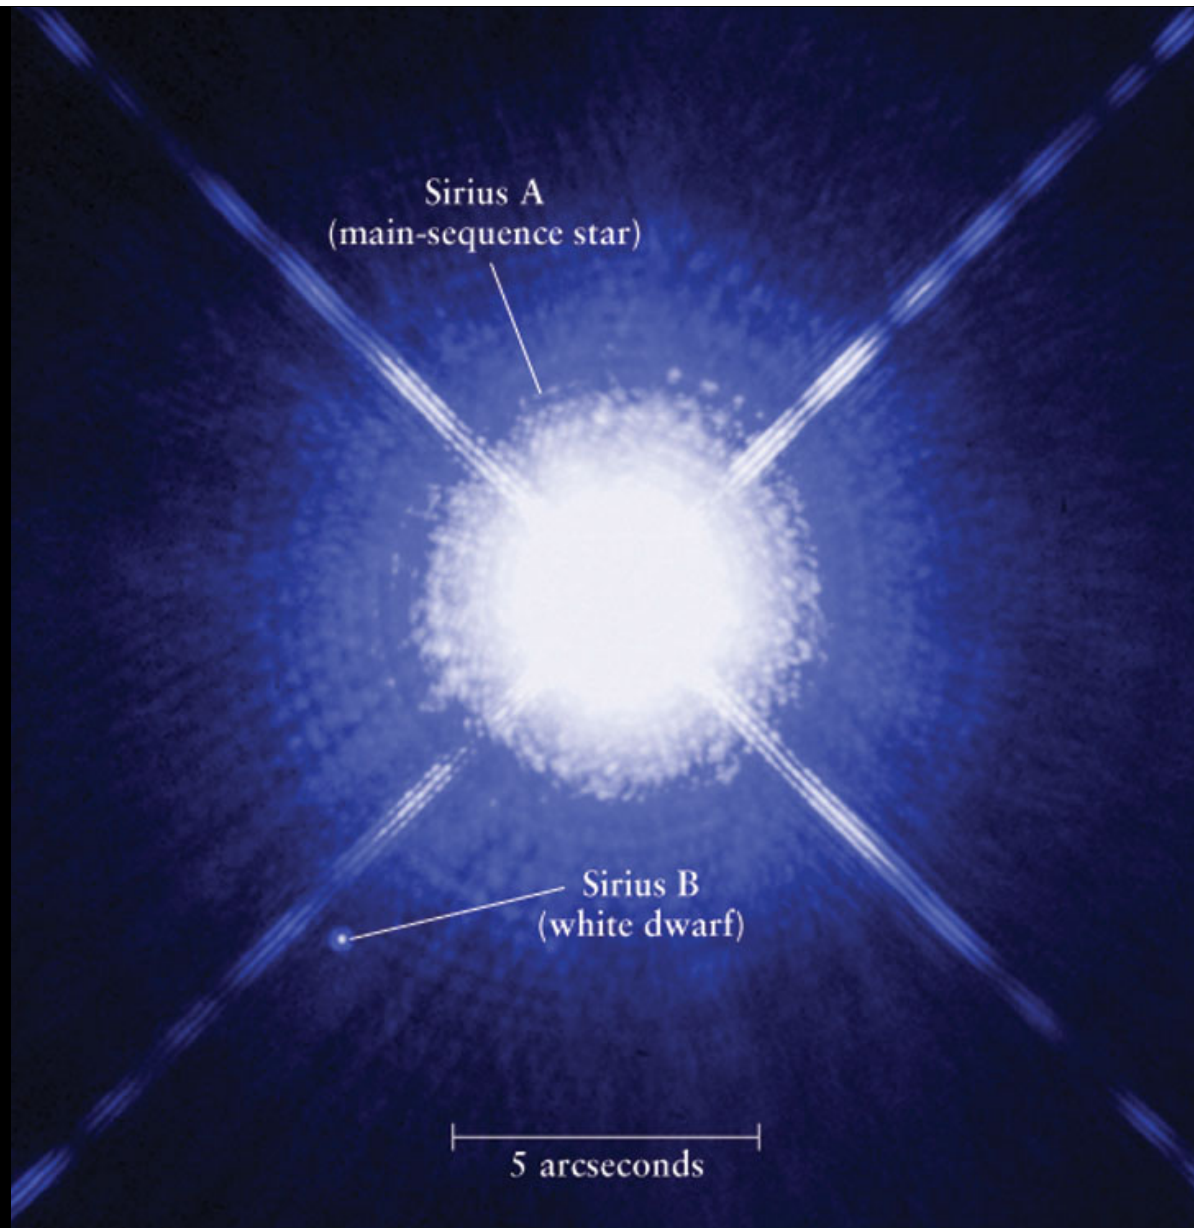 Sirius A
(main-sequence star)
Sirius B
(white dwarf)
5 arcseconds